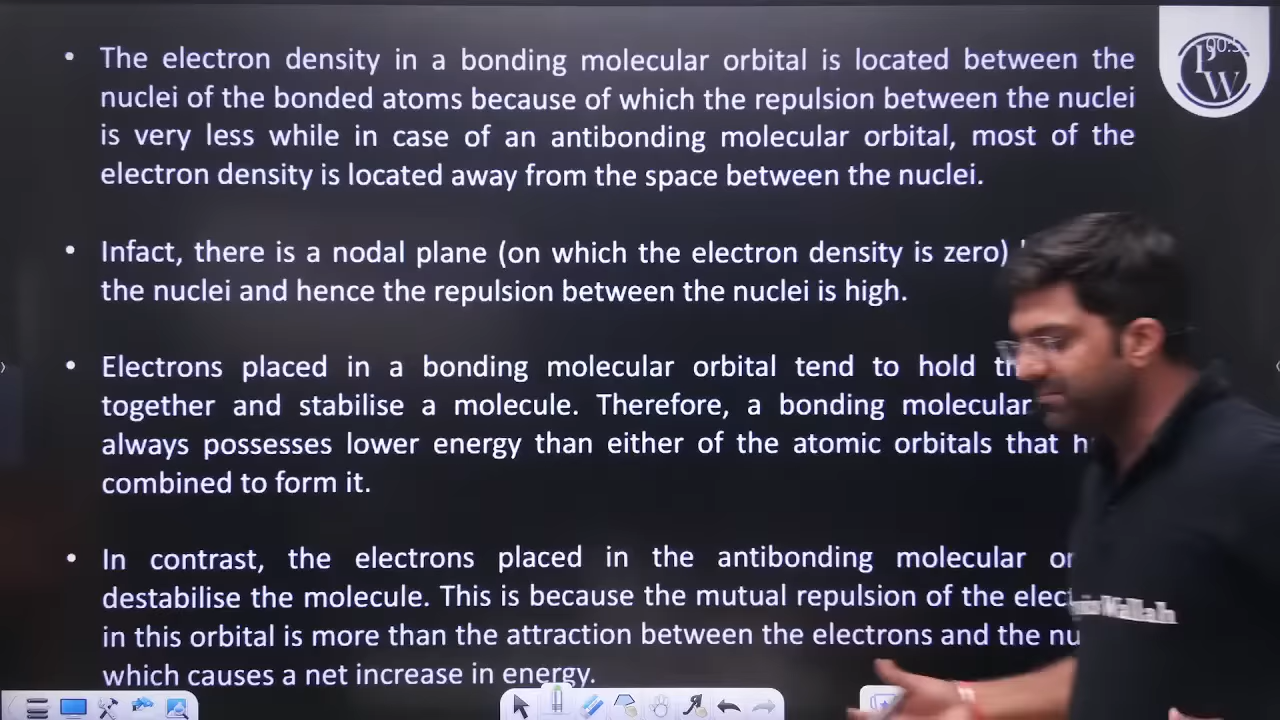 The electron density in a bonding molecular orbital is located between the
nuclei of the bonded atoms because of which the repulsion between the nuclei
is very less while in case of an antibonding molecular orbital, most of the
electron density is located away from the space between the nuclei.
Infact, there is a nodal plane (on which the electron density is zero)
the nuclei and hence the repulsion between the nuclei is high.
Electrons placed in a bonding molecular orbital tend to hold
together and stabilise a molecule. Therefore, a bonding molecular
always possesses lower energy than either of the atomic orbitals that
combined to form it.
In contrast, the electrons placed in the antibonding molecular
destabilise the molecule. This is because the mutual repulsion of the
in this orbital is more than the attraction between the electrons and the
which causes a net increase in energy.
PW
Wallah